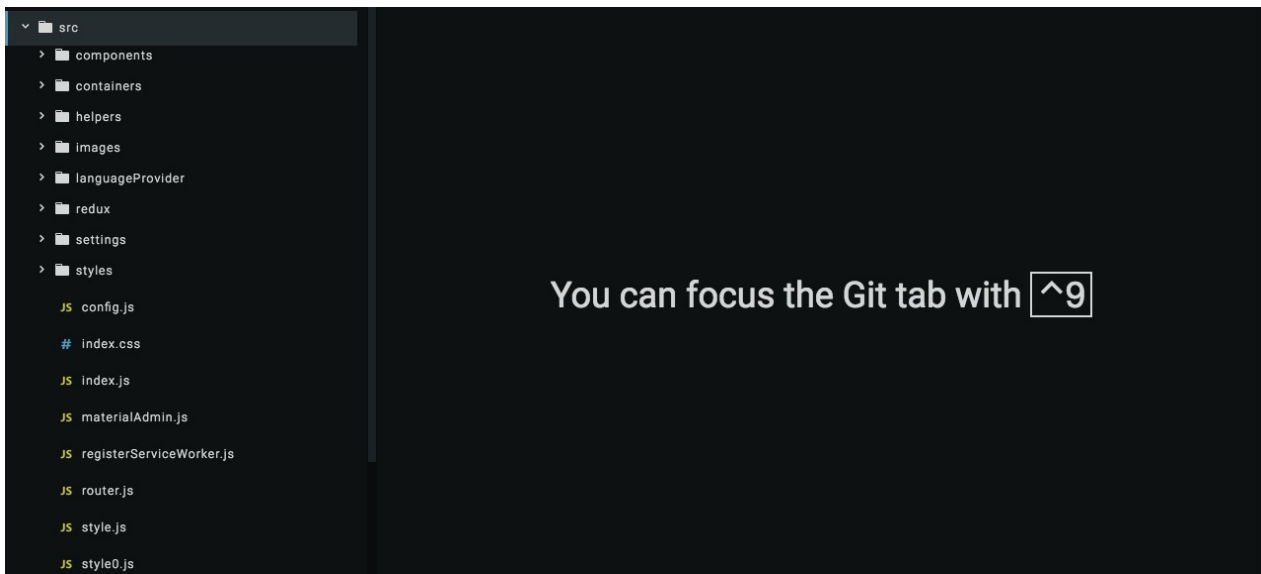 src
components
containers
helpers
images
languageProvider
redux
settings
styles
JS config.js
# index.css
JS index.js
JS materialAdmin.js
JS registerServiceWorker.js
JS router.js
JS style.js
JS style0.js
You can focus the Git tab with ^9